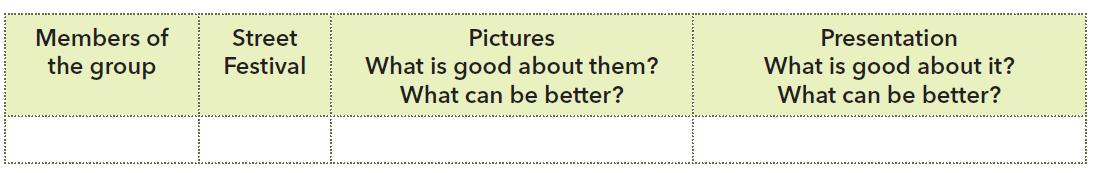 Members of
the group
Street
Festival
Pictures
What is good about them?
What can be better?
Presentation
What is good about it?
What can be better?